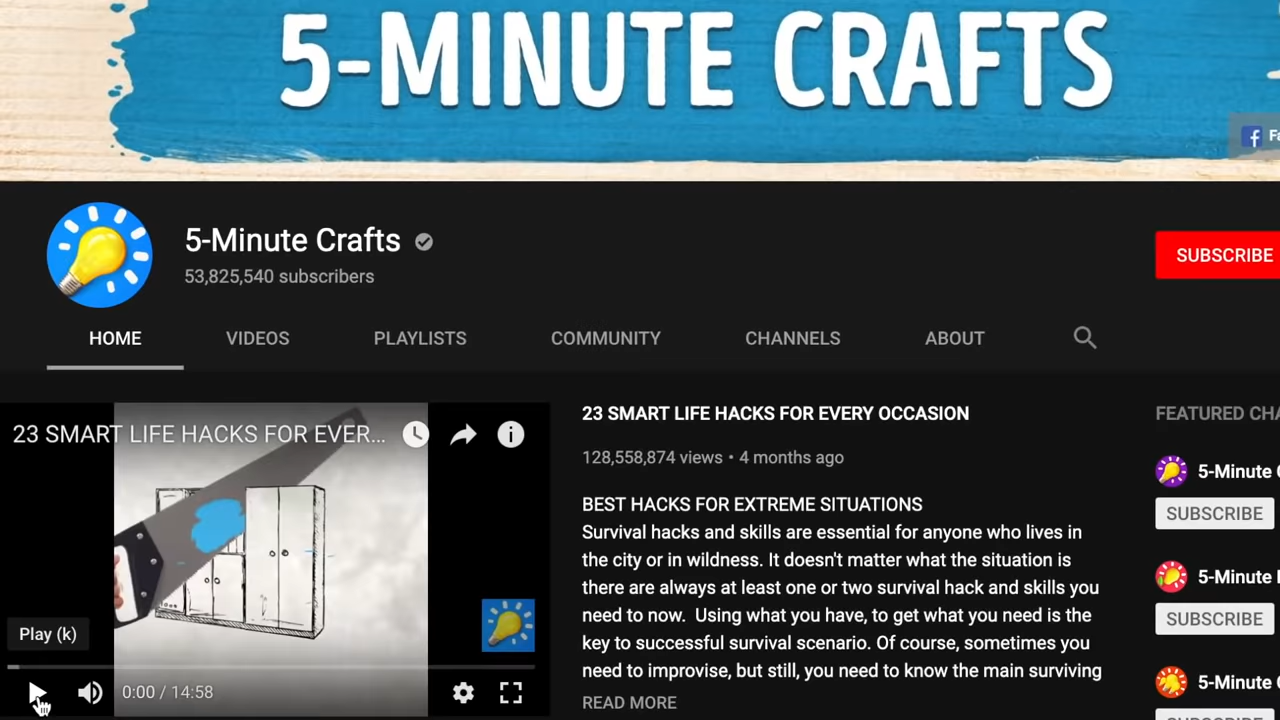 5-MINUTE CRAFTS
5-Minute Crafts
53,825,540 subscribers
SUBSCRIBE
HOME
VIDEOS
PLAYLISTS
COMMUNITY
CHANNELS
ABOUT
23 SMART LIFE HACKS FOR EVER...
Play (k)
0:00 / 14:58
23 SMART LIFE HACKS FOR EVERY OCCASION
128,558,874 views • 4 months ago
BEST HACKS FOR EXTREME SITUATIONS
Survival hacks and skills are essential for anyone who lives in
the city or in wildness. It doesn't matter what the situation is
there are always at least one or two survival hack and skills you
need to now.  Using what you have, to get what you need is the
key to successful survival scenario. Of course, sometimes you
need to improvise, but still, you need to know the main surviving
READ MORE
FEATURED CHA
5-Minute
SUBSCRIBE
5-Minute
SUBSCRIBE
5-Minute